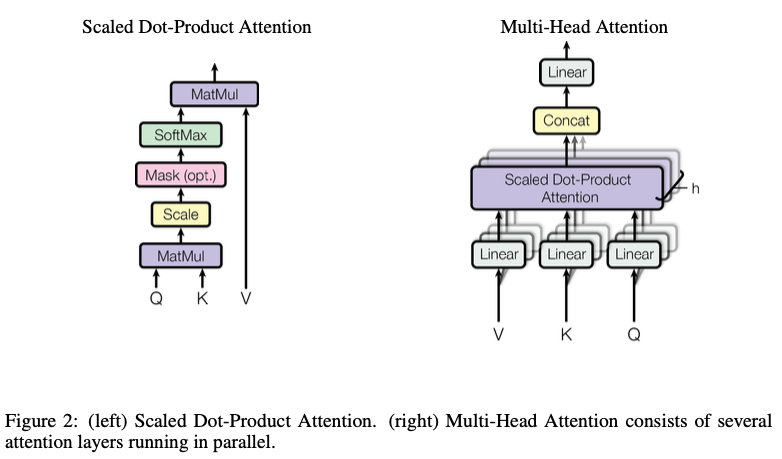 Scaled Dot-Product Attention
MatMul
SoftMax
Mask (opt.)
Scale
MatMul
Q K V
Multi-Head Attention
Linear
Concat
Scaled Dot-Product
Attention
h
Linear Linear Linear
V K Q
Figure 2: (left) Scaled Dot-Product Attention. (right) Multi-Head Attention consists of several
attention layers running in parallel.